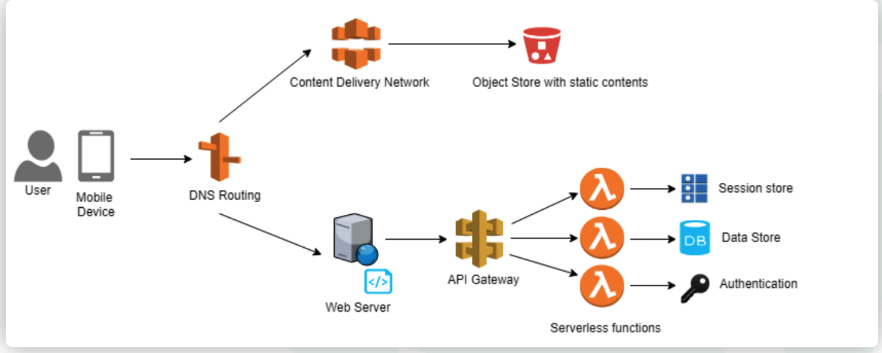 Content Delivery Network
Object Store with static contents
User
Mobile
Device
DNS Routing
Session store
DB
Data Store
</>
Web Server
API Gateway
λ
λ
λ
Authentication
Serverless functions